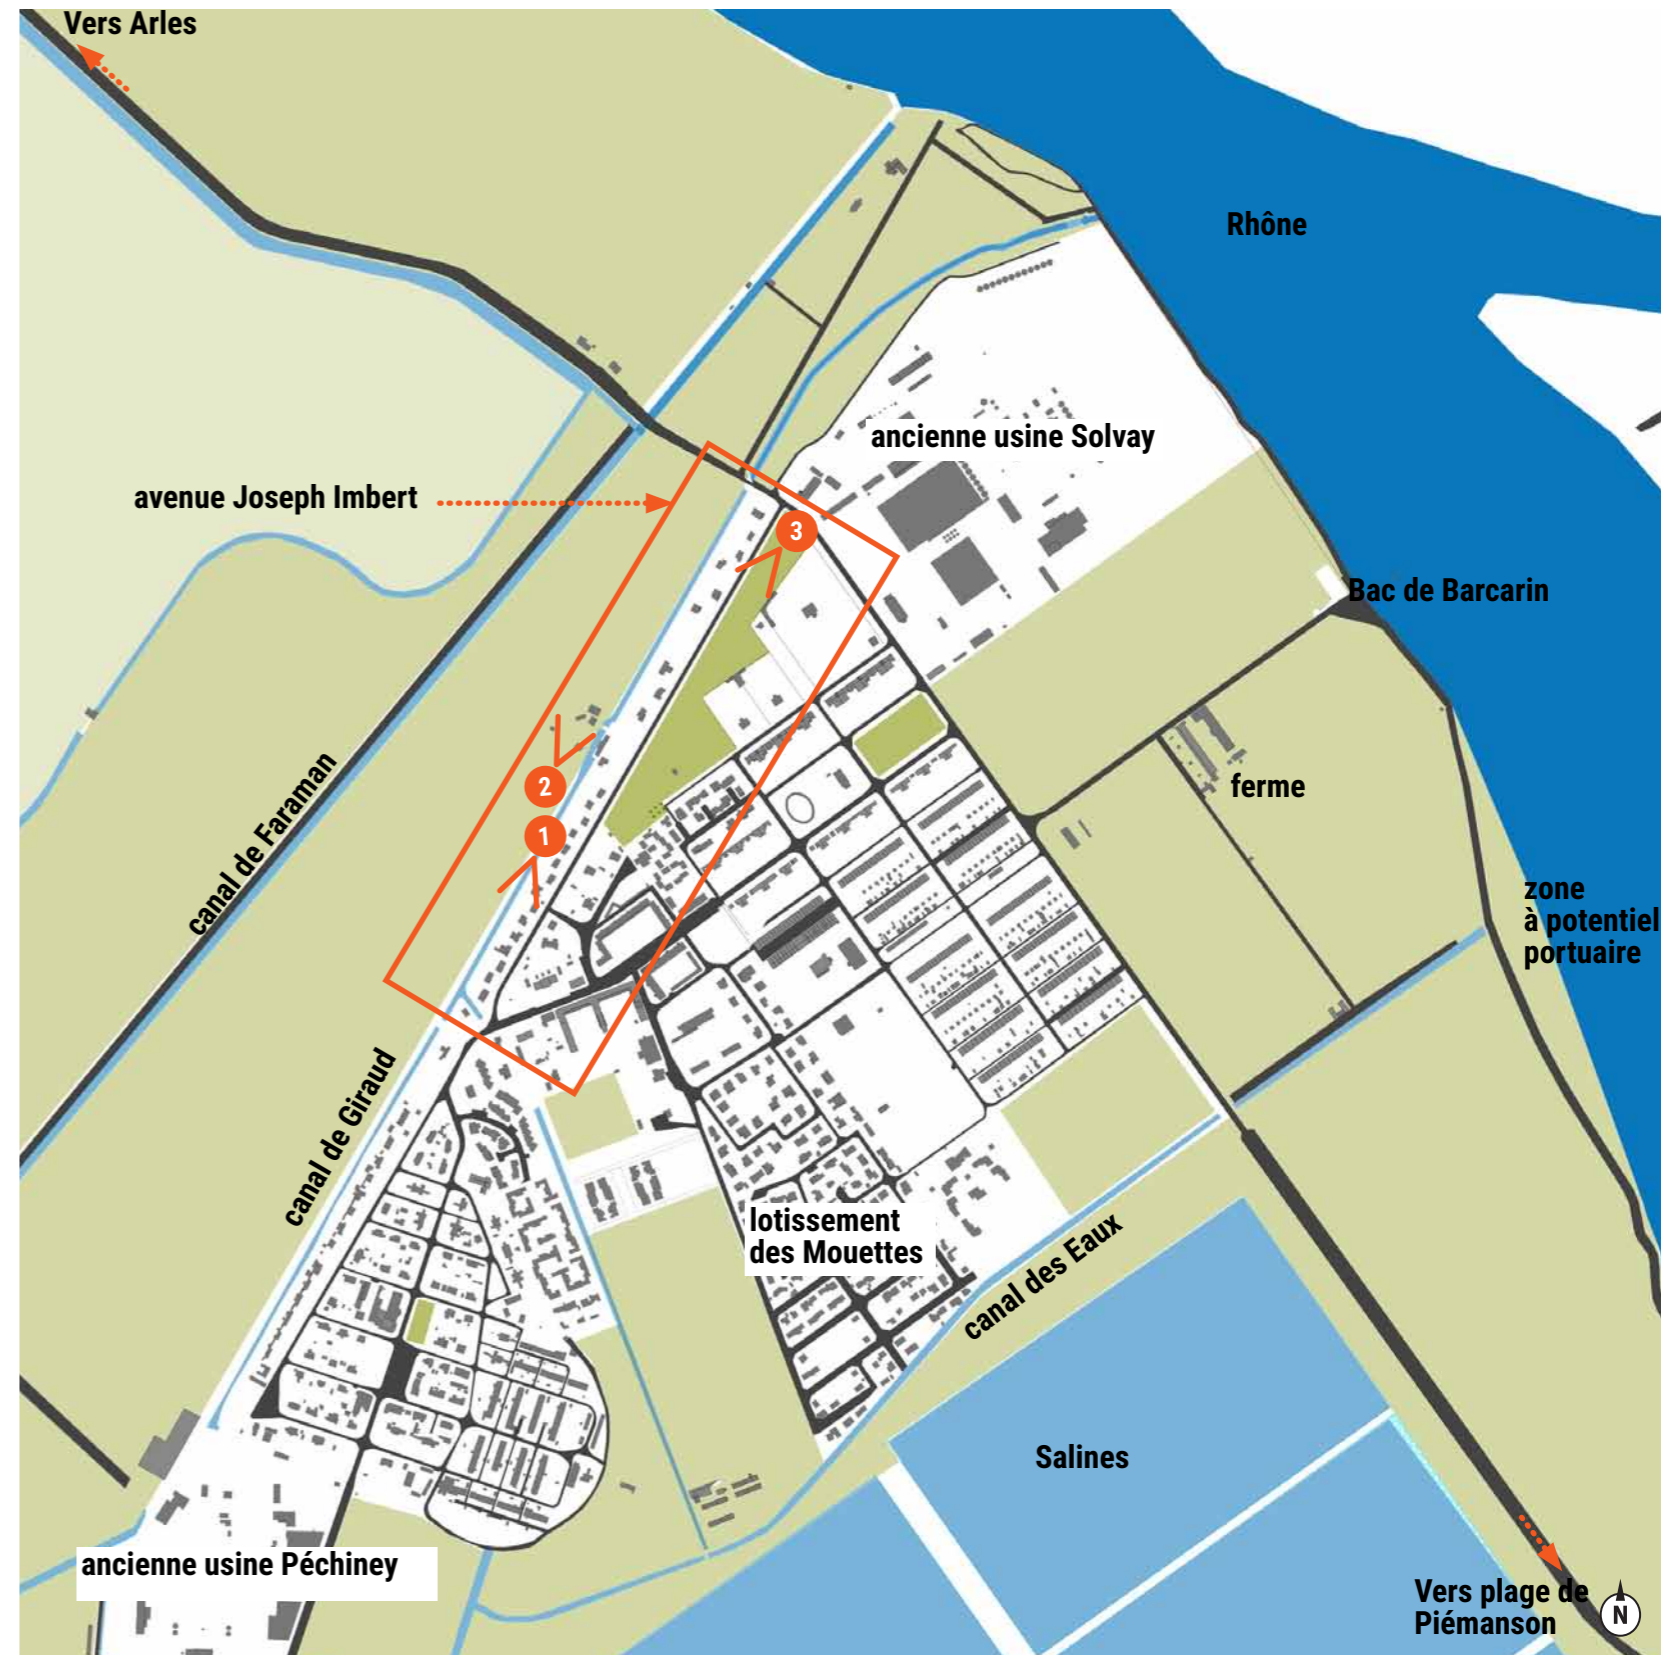 Vers Arles
Rhône
ancienne usine Solvay
avenue Joseph Imbert
3
Bac de Barcarin
2
ferme
1
canal de Faraman
zone
à potentiel
portuaire
canal de Giraud
lotissement
des Mouettes
canal des Eaux
Salines
ancienne usine Péchiney
Vers plage de
Piémanson
N